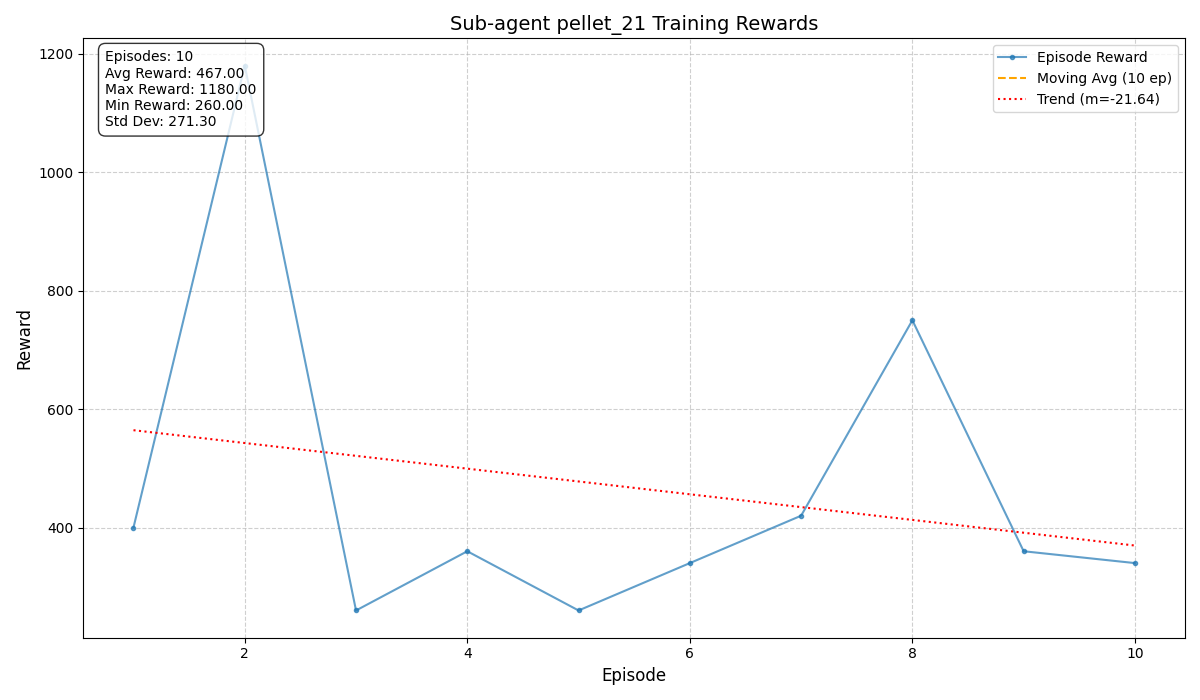 Sub-agent pellet_21 Training Rewards
Episodes: 10
Avg Reward: 467.00
Max Reward: 1180.00
Min Reward: 260.00
Std Dev: 271.30
Episode Reward
Moving Avg (10 ep)
Trend (m=-21.64)
1200
1000
800
600
400
Reward
2
4
6
8
10
Episode